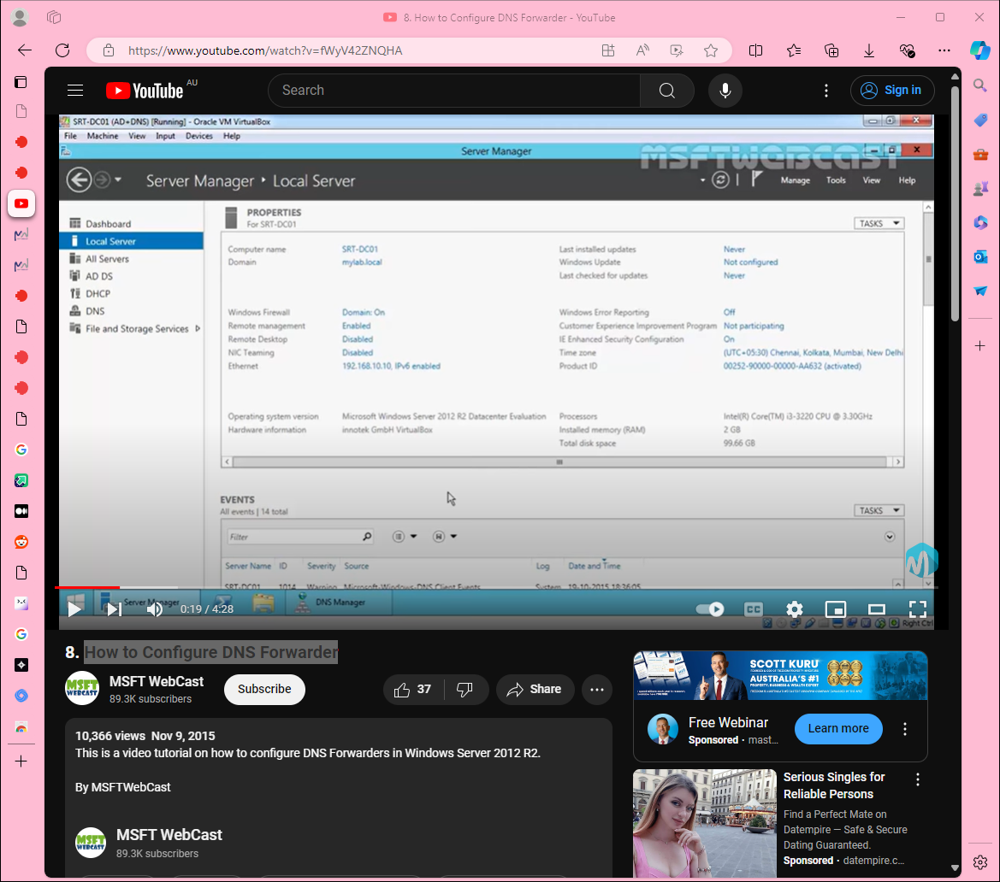 8. How to Configure DNS Forwarder - YouTube
https://www.youtube.com/watch?v=fWyV42ZNQHA
YouTube AU
Search
Sign in
SRT-DC01 (AD+DNS) [Running] - Oracle VM VirtualBox
File Machine View Input Devices Help
Server Manager
MSFTWEBCAST
Server Manager • Local Server
Manage Tools View Help
Dashboard
Local Server
All Servers
AD DS
DHCP
DNS
File and Storage Services
PROPERTIES
For SRT-DC01
TASKS
Computer name SRT-DC01 Last installed updates Never
Domain mylab.local Windows Update Not configured
Last checked for updates Never
Windows Firewall Domain: On Windows Error Reporting Off
Remote management Enabled Customer Experience Improvement Program Not participating
Remote Desktop Disabled IE Enhanced Security Configuration On
NIC Teaming Disabled Time zone (UTC+05:30) Chennai, Kolkata, Mumbai, New Delhi
Ethernet 192.168.10.10, IPv6 enabled Product ID 00252-90000-00000-AA632 (activated)
Operating system version Microsoft Windows Server 2012 R2 Datacenter Evaluation Processors Intel(R) Core(TM) i3-3220 CPU @ 3.30GHz
Hardware information innotek GmbH VirtualBox Installed memory (RAM) 2 GB
Total disk space 99.66 GB
EVENTS
All events | 14 total
TASKS
Filter
Server Name ID Severity Source Log Date and Time
SRT-DC01 1014 Warning Microsoft-Windows-DNS Client Events System 19-10-2015 18:36:05
Server Manager
DNS Manager
0:19 / 4:28
CC
Right Ctrl
8. How to Configure DNS Forwarder
MSFT WEBCAST
MSFT WebCast
89.3K subscribers
Subscribe
37
Share
10,366 views Nov 9, 2015
This is a video tutorial on how to configure DNS Forwarders in Windows Server 2012 R2.
By MSFTWebCast
MSFT WEBCAST
MSFT WebCast
89.3K subscribers
SCOTT KURU
AUSTRALIA'S #1
PROPERTY, BUSINESS & WEALTH EXPERT
Free Webinar
Sponsored · mast...
Learn more
Serious Singles for
Reliable Persons
Find a Perfect Mate on
Datempire — Safe & Secure
Dating Guaranteed.
Sponsored · datempire.c...